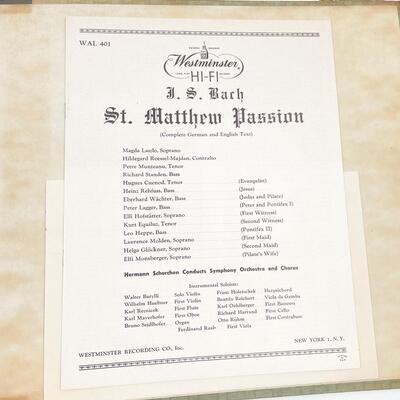 WAL 401
Westminster
HI-FI
J. S. Bach
St. Matthew Passion
(Complete German and English Text)
Magda Laszlo, Soprano
Hildegard Roessel-Majdan, Contralto
Petre Munteanu, Tenor
Richard Standen, Bass
Hugues Cuenod, Tenor (Evangelist)
Heinz Rehfuss, Bass (Jesus)
Eberhard Wächter, Bass (Judas and Pilate)
Peter Lagger, Bass (Peter and Pontifex I)
Elli Hofstätter, Soprano (First Witness)
Kurt Equiluz, Tenor (Second Witness)
Leo Heppe, Bass (Pontifex II)
Laurence Molden, Soprano (First Maid)
Helga Glöckner, Soprano (Second Maid)
Elfi Monsberger, Soprano (Pilate's Wife)
Hermann Scherchen Conducts Symphony Orchestra and Chorus
Instrumental Soloists:
Walter Barylli Solo Violin Franz Holetschek Harpsichord
Wilhelm Huebner First Violin Beatrix Reichert Viola da Gamba
Karl Reznicek First Flute Karl Oehlberger First Bassoon
Karl Mayerhofer First Oboe Richard Harrand First Cello
Bruno Seidlhofer Organ Otto Rühm First Contrabass
Ferdinand Raab First Viola
WESTMINSTER RECORDING CO., Inc. NEW YORK 1, N.Y.